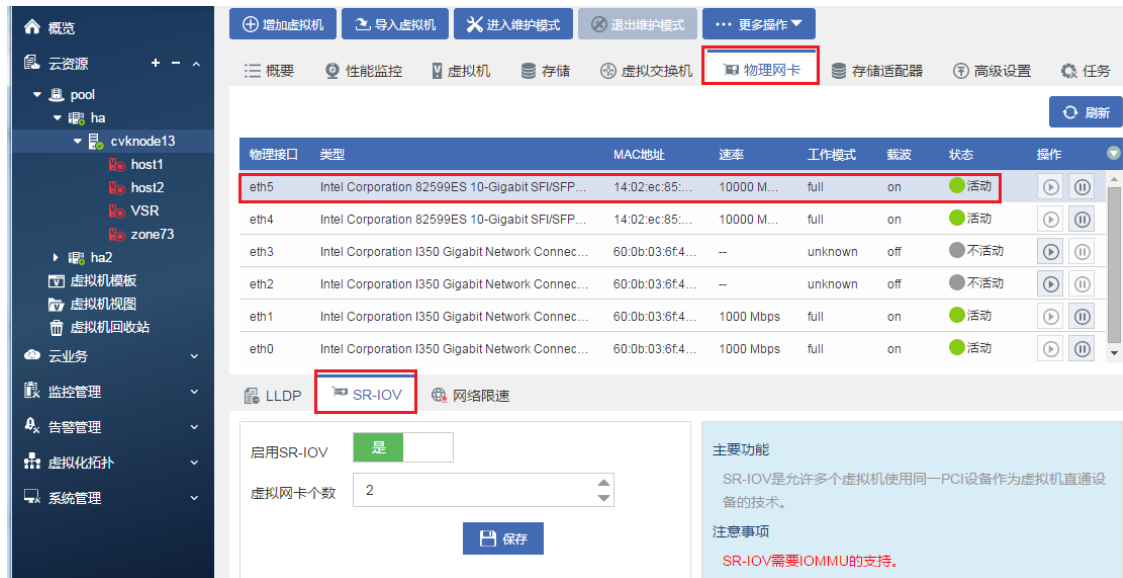 概览
云资源
pool
ha
cvknode13
host1
host2
VSR
zone73
ha2
虚拟机模板
虚拟机视图
虚拟机回收站
云业务
监控管理
告警管理
虚拟化拓扑
系统管理
增加虚拟机 导入虚拟机 进入维护模式 退出维护模式 ··· 更多操作
概要 性能监控 虚拟机 存储 虚拟交换机 物理网卡 存储适配器 高级设置 任务
刷新
物理接口 类型 MAC地址 速率 工作模式 载波 状态 操作
eth5 Intel Corporation 82599ES 10-Gigabit SFI/SFP... 14:02:ec:85:... 10000 M... full on 活动
eth4 Intel Corporation 82599ES 10-Gigabit SFI/SFP... 14:02:ec:85:... 10000 M... full on 活动
eth3 Intel Corporation I350 Gigabit Network Connec... 60:0b:03:6f:4... -- unknown off 不活动
eth2 Intel Corporation I350 Gigabit Network Connec... 60:0b:03:6f:4... -- unknown off 不活动
eth1 Intel Corporation I350 Gigabit Network Connec... 60:0b:03:6f:4... 1000 Mbps full on 活动
eth0 Intel Corporation I350 Gigabit Network Connec... 60:0b:03:6f:4... 1000 Mbps full on 活动
LLDP SR-IOV 网络限速
启用SR-IOV 是
虚拟网卡个数 2
保存
主要功能
SR-IOV是允许多个虚拟机使用同一PCI设备作为虚拟机直通设
备的技术。
注意事项
SR-IOV需要IOMMU的支持。